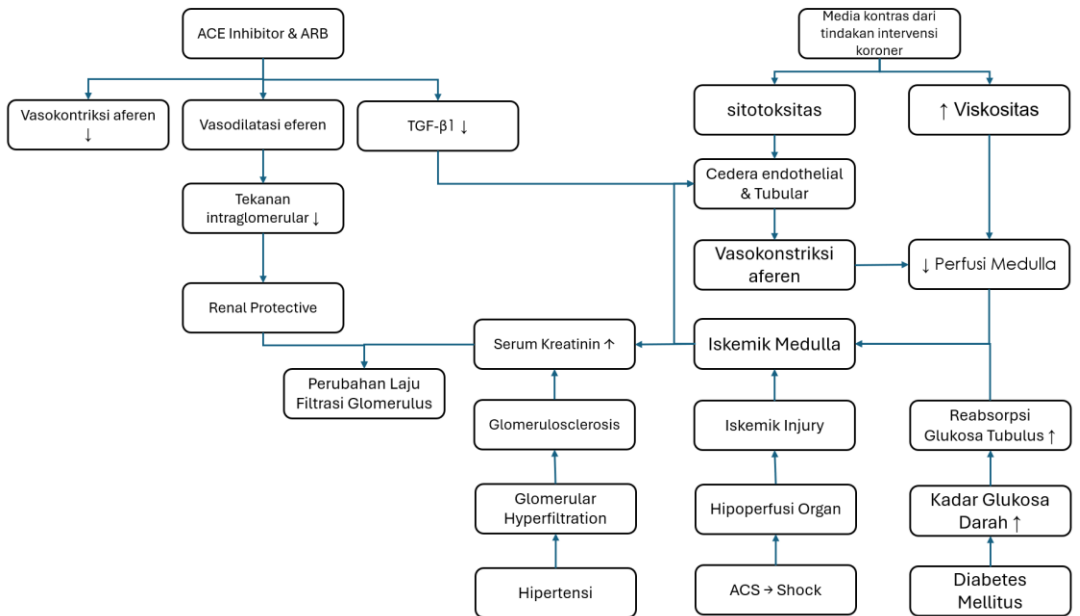 ACE Inhibitor & ARB
Media kontras dari
tindakan intervensi
koroner
Vasokontriksi aferen
↓
Vasodilatasi eferen
TGF-β1 ↓
sitotoksitas
↑ Viskositas
Cedera endothelial
& Tubular
Tekanan
intraglomerular ↓
Vasokonstriksi
aferen
↓ Perfusi Medulla
Renal Protective
Serum Kreatinin ↑
Iskemik Medulla
Perubahan Laju
Filtrasi Glomerulus
Glomerulosclerosis
Iskemik Injury
Reabsorpsi
Glukosa Tubulus ↑
Glomerular
Hyperfiltration
Hipoperfusi Organ
Kadar Glukosa
Darah ↑
Hipertensi
ACS → Shock
Diabetes
Mellitus